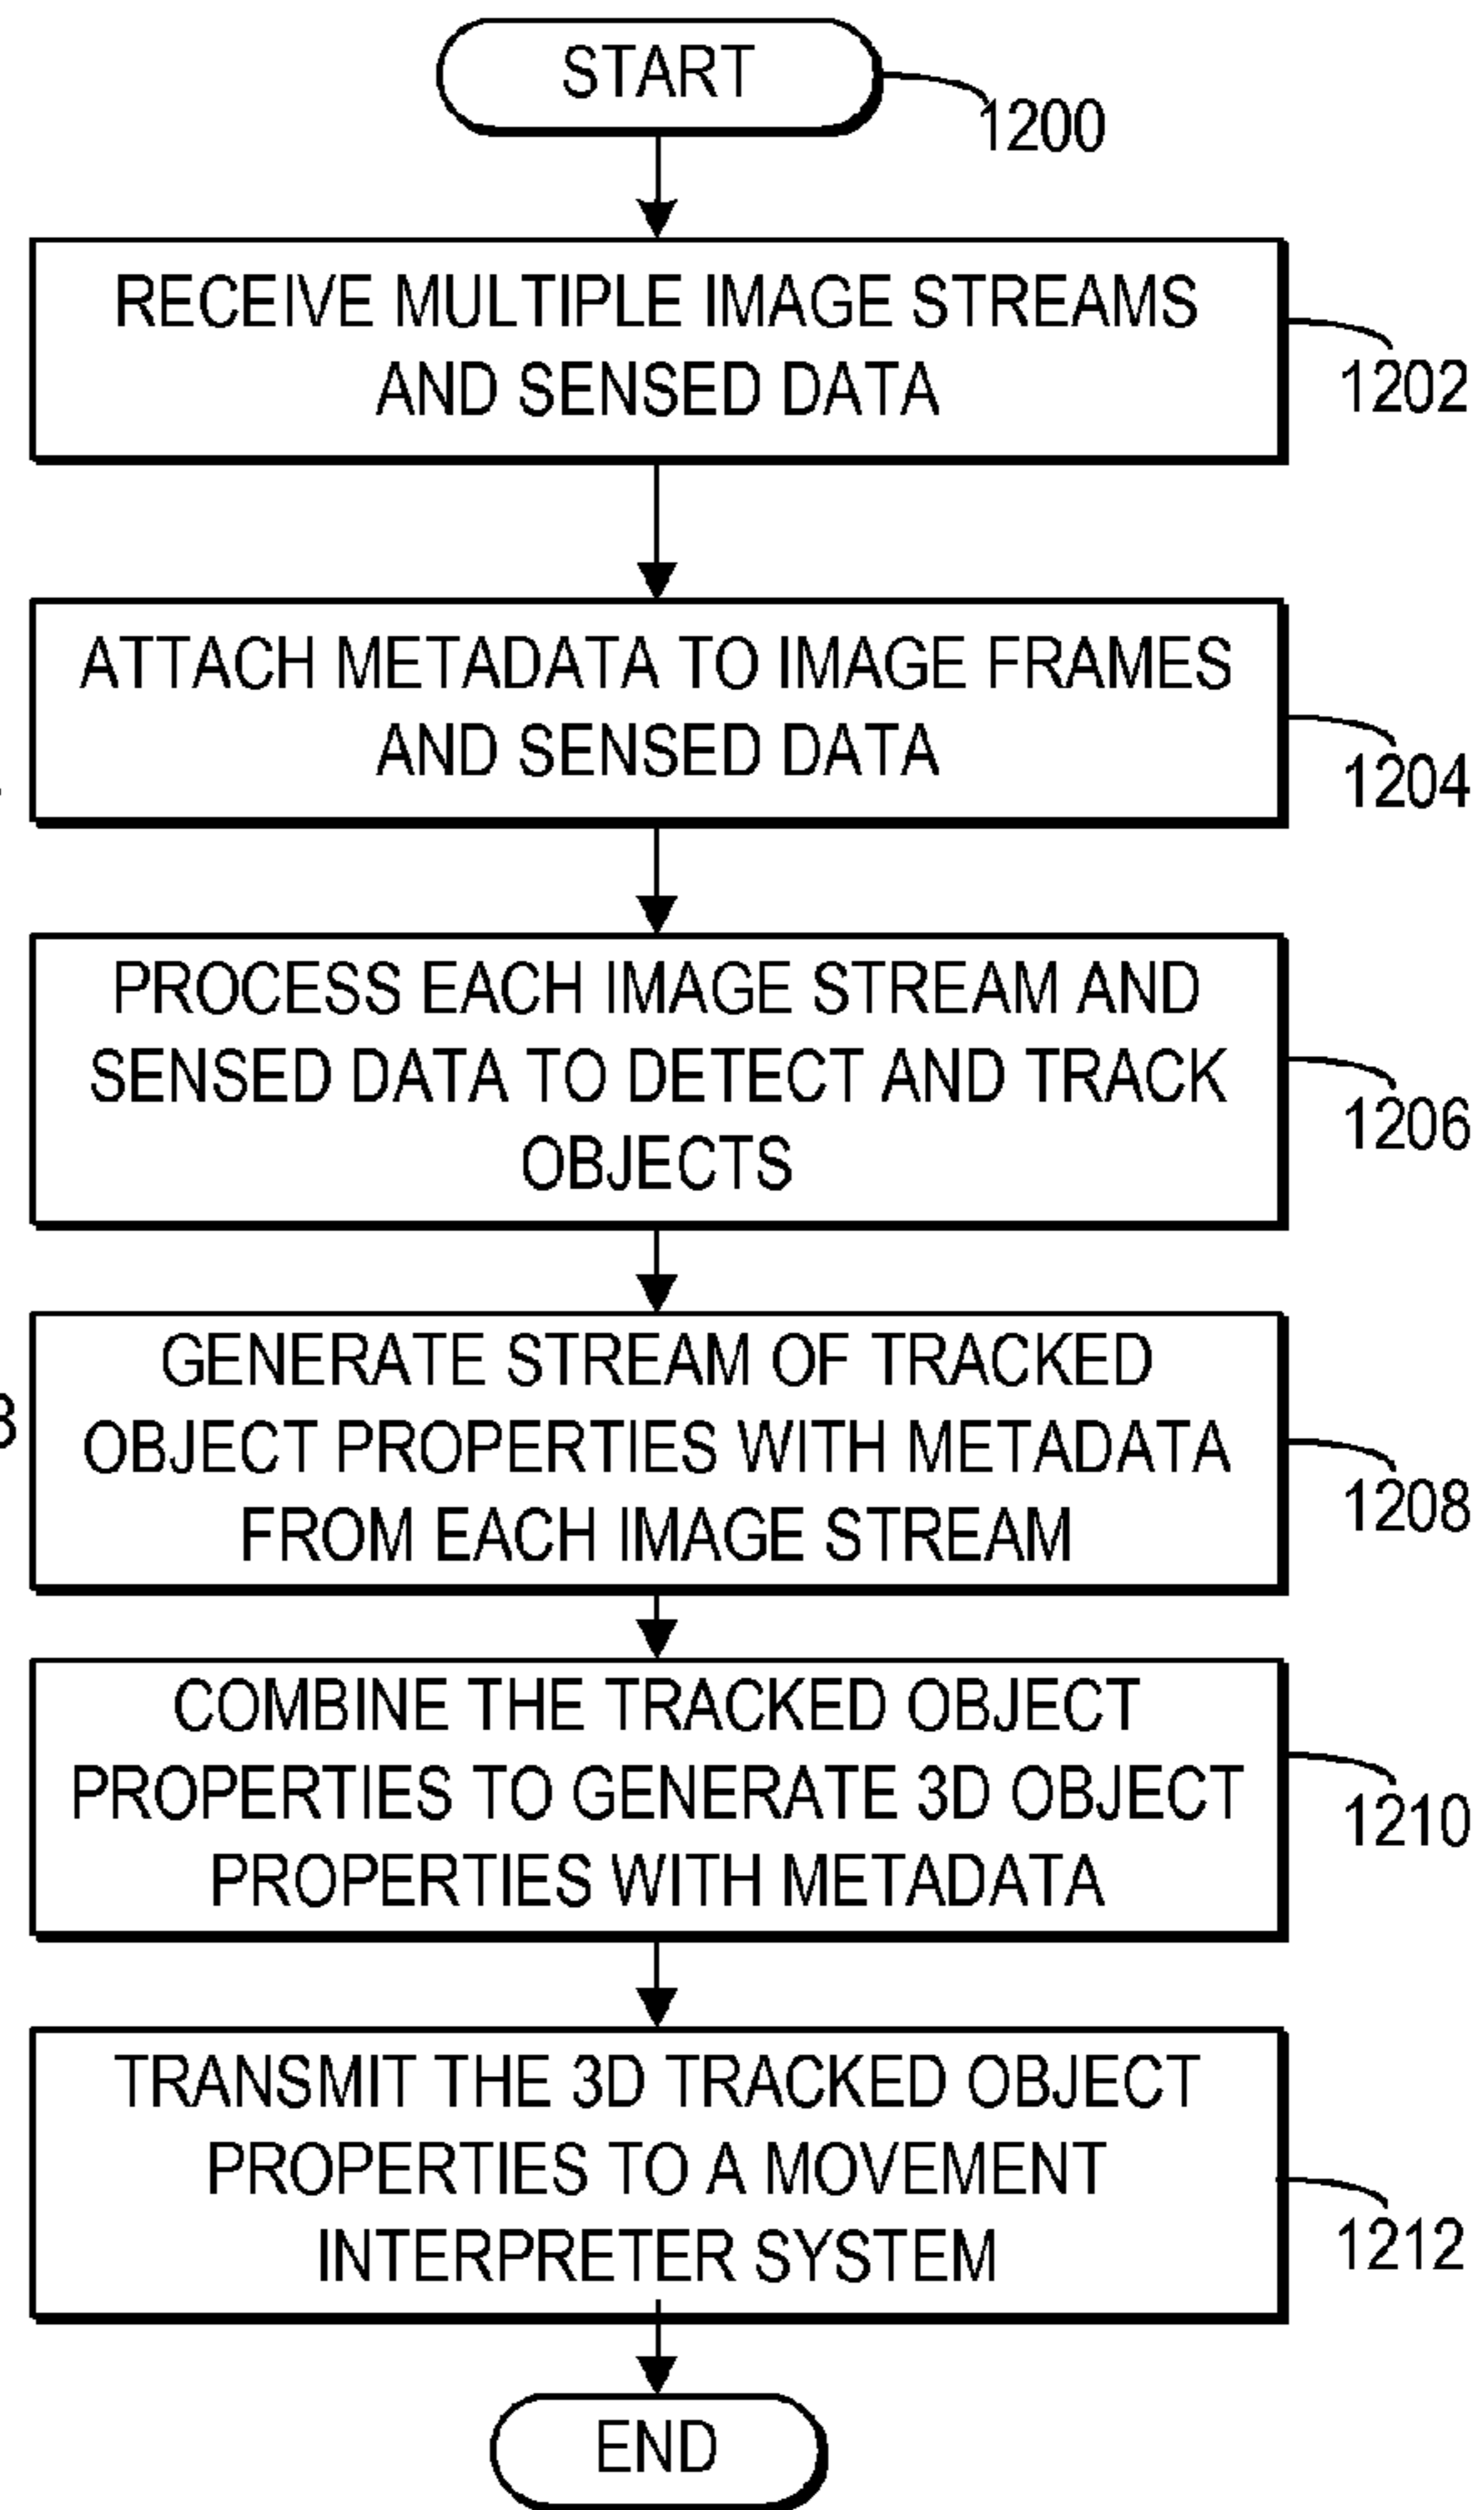 START
1200
RECEIVE MULTIPLE IMAGE STREAMS
AND SENSED DATA
1202
ATTACH METADATA TO IMAGE FRAMES
AND SENSED DATA
1204
PROCESS EACH IMAGE STREAM AND
SENSED DATA TO DETECT AND TRACK
OBJECTS
1206
GENERATE STREAM OF TRACKED
OBJECT PROPERTIES WITH METADATA
FROM EACH IMAGE STREAM
1208
COMBINE THE TRACKED OBJECT
PROPERTIES TO GENERATE 3D OBJECT
PROPERTIES WITH METADATA
1210
TRANSMIT THE 3D TRACKED OBJECT
PROPERTIES TO A MOVEMENT
INTERPRETER SYSTEM
1212
END